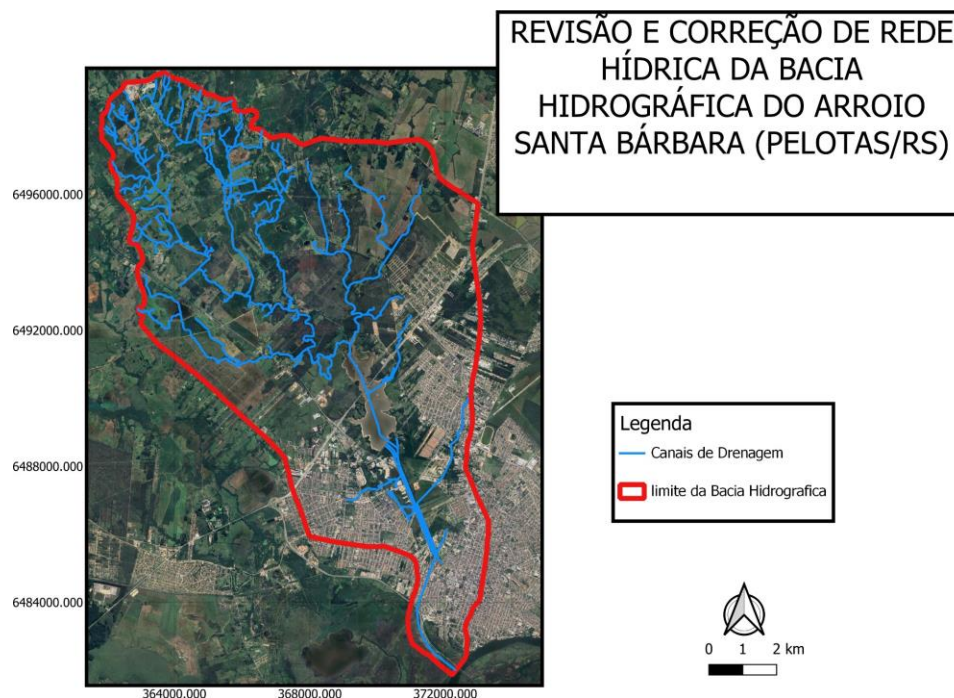 REVISÃO E CORREÇÃO DE REDE
HÍDRICA DA BACIA
HIDROGRÁFICA DO ARROIO
SANTA BÁRBARA (PELOTAS/RS)
6496000.000
6492000.000
6488000.000
6484000.000
364000.000
368000.000
372000.000
Legenda
Canais de Drenagem
limite da Bacia Hidrografica
0 1 2 km